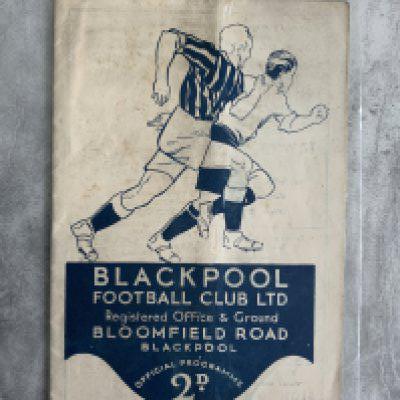 BLACKPOOL
FOOTBALL CLUB LTD
Registered Office & Ground
BLOOMFIELD ROAD
BLACKPOOL
OFFICIAL PROGRAMME
2D.